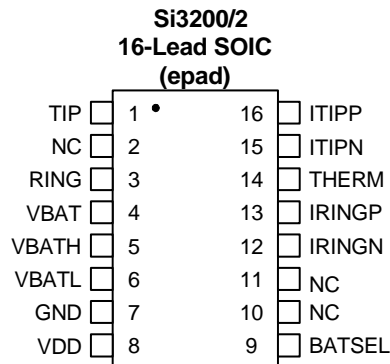 Si3200/2
16-Lead SOIC
(epad)
TIP 1 16 ITIPP
NC 2 15 ITIPN
RING 3 14 THERM
VBAT 4 13 IRINGP
VBATH 5 12 IRINGN
VBATL 6 11 NC
GND 7 10 NC
VDD 8 9 BATSEL